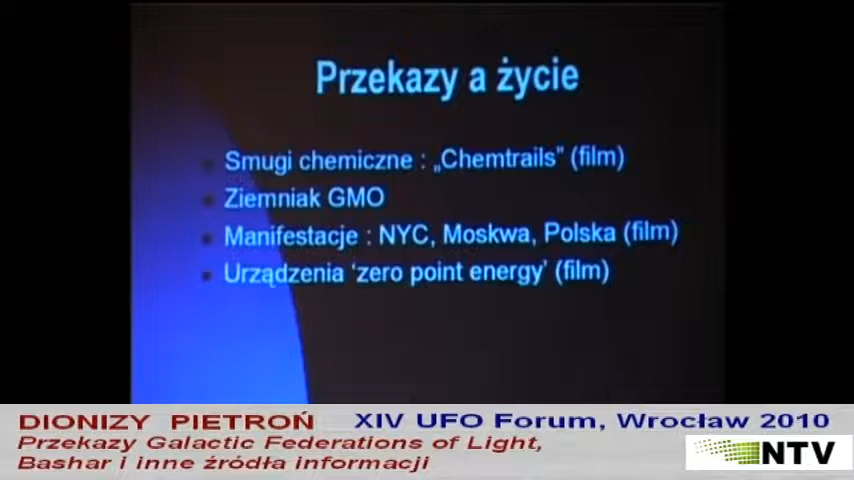 Przekazy a życie
Smugi chemiczne : „Chemtrails” (film)
Ziemniak GMO
Manifestacje : NYC, Moskwa, Polska (film)
Urządzenia ‘zero point energy’ (film)
DIONIZY PIETROŃ XIV UFO Forum, Wrocław 2010
Przekazy Galactic Federations of Light,
Bashar i inne źródła informacji
NTV